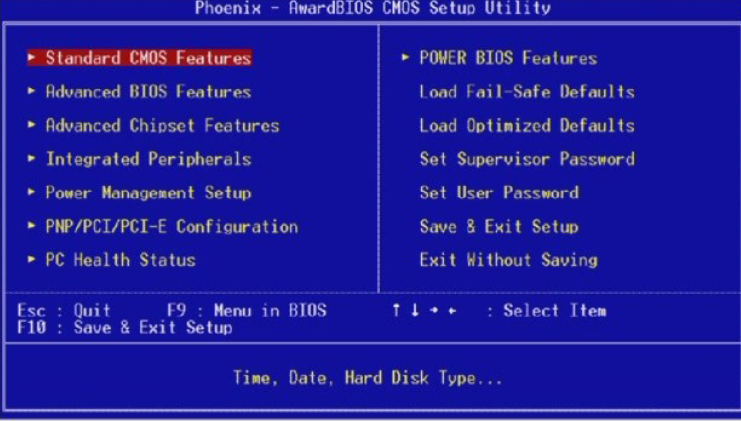 Phoenix - AwardBIOS CMOS Setup Utility
▸ Standard CMOS Features
▸ Advanced BIOS Features
▸ Advanced Chipset Features
▸ Integrated Peripherals
▸ Power Management Setup
▸ PNP/PCI/PCI-E Configuration
▸ PC Health Status
▸ POWER BIOS Features
Load Fail-Safe Defaults
Load Optimized Defaults
Set Supervisor Password
Set User Password
Save & Exit Setup
Exit Without Saving
Esc : Quit F9 : Menu in BIOS ↑ ↓ → ← : Select Item
F10 : Save & Exit Setup
Time, Date, Hard Disk Type...